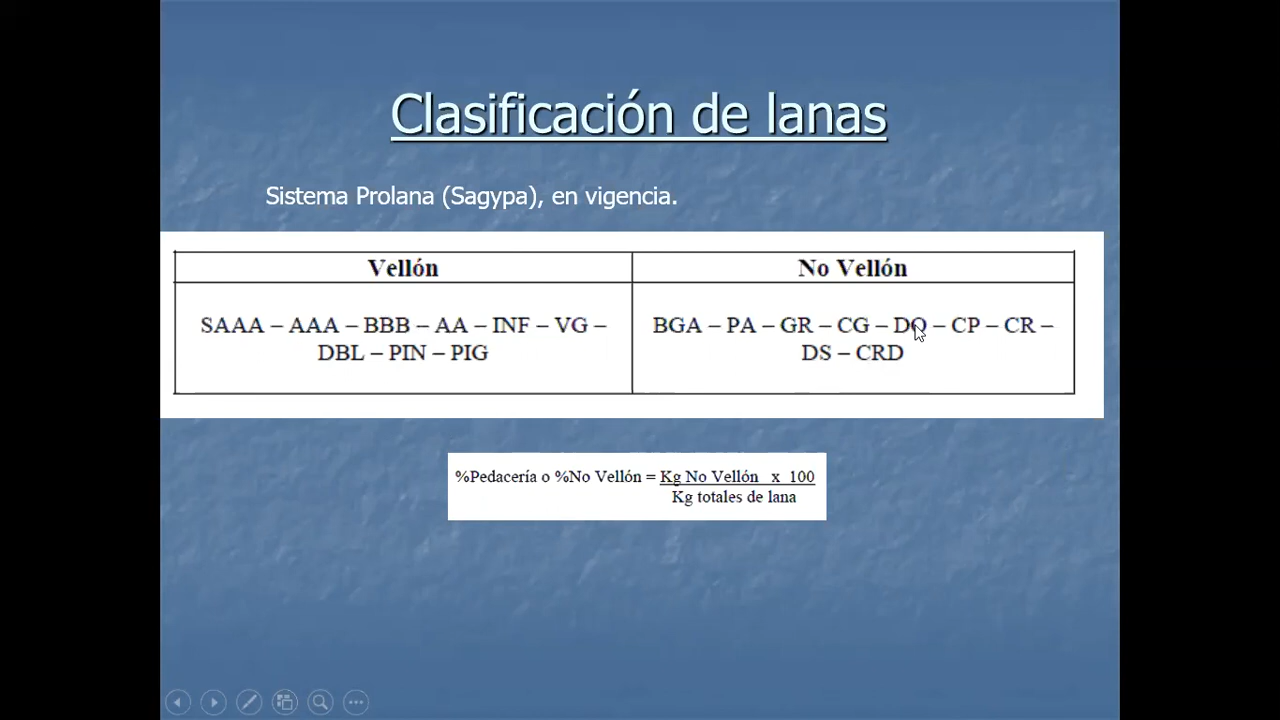 Clasificación de lanas
Sistema Prolana (Sagypa), en vigencia.
Vellón
No Vellón
SAAA – AAA – BBB – AA – INF – VG –
DBL – PIN – PIG
BGA – PA – GR – CG – – CP – CR –
DS – CRD
%Pedacería o %No Vellón = Kg No Vellón x 100
Kg totales de lana